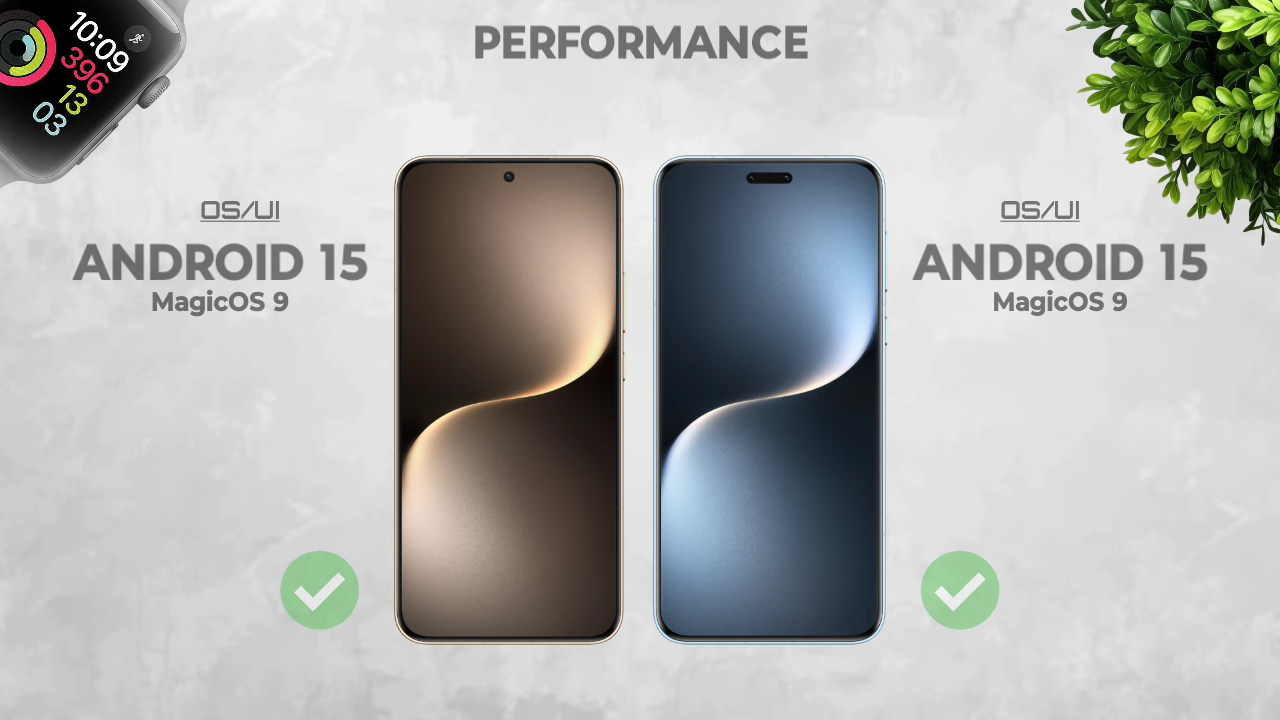 10:09
396
13
03
PERFORMANCE
OS/UI
ANDROID 15
MagicOS 9
OS/UI
ANDROID 15
MagicOS 9